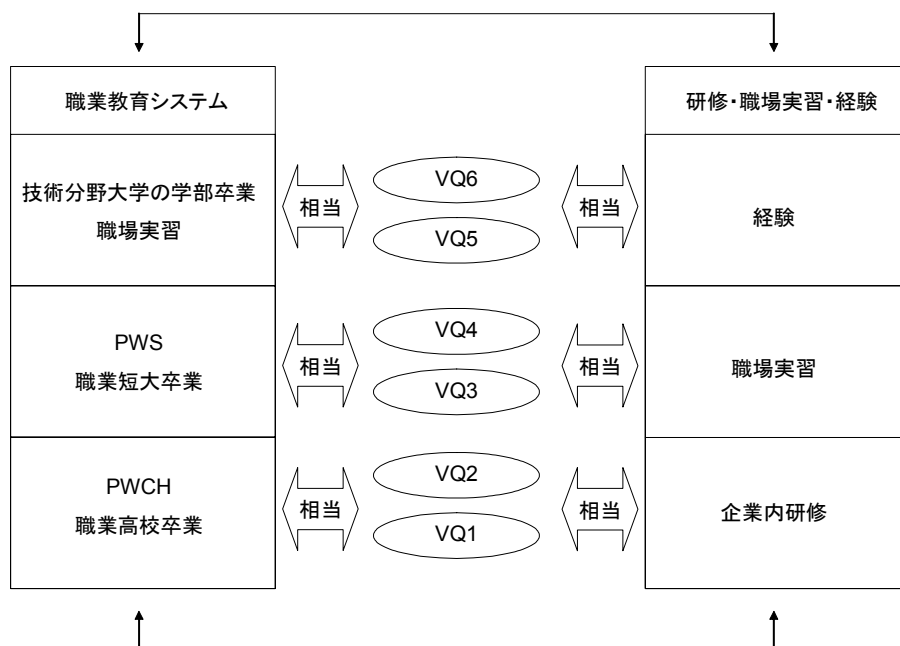 職業教育システム
研修・職場実習・経験
技術分野大学の学部卒業
職場実習
相当
VQ6
VQ5
相当
経験
PWS
職業短大卒業
相当
VQ4
VQ3
相当
職場実習
PWCH
職業高校卒業
相当
VQ2
VQ1
相当
企業内研修